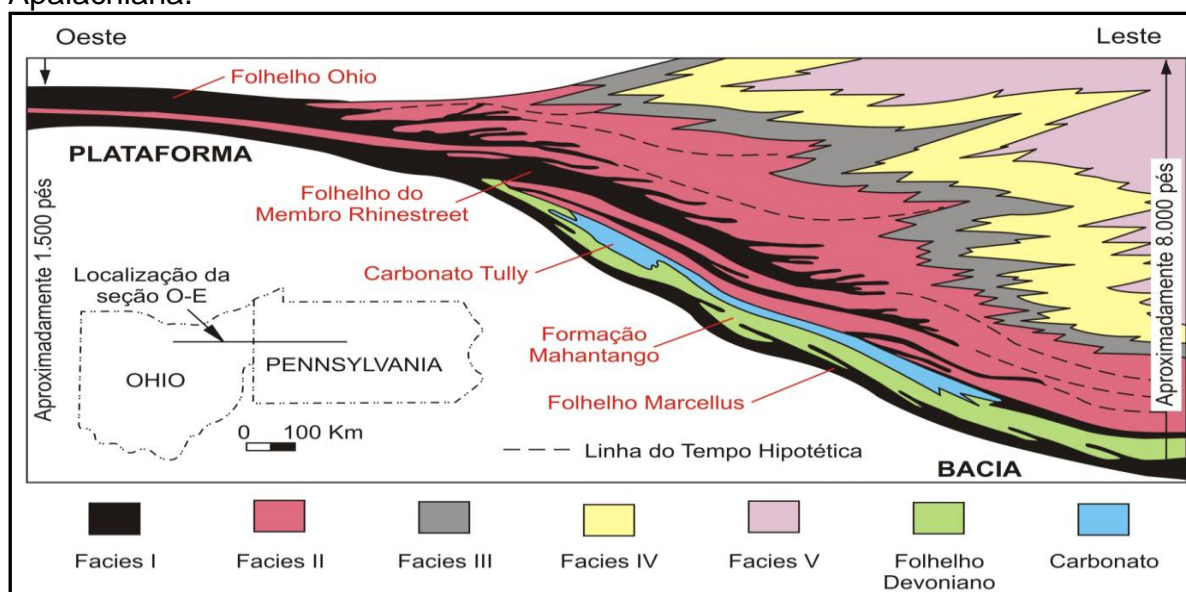 Apalachiana.
Oeste
Leste
Folhelho Ohio
PLATAFORMA
Folhelho do
Membro Rhinestreet
Aproximadamente 1.500 pés
Localização da
seção O-E
Carbonato Tully
Aproximadamente 8.000 pés
Formação
Mahantango
OHIO
PENNSYLVANIA
Folhelho Marcellus
0 100 Km
Linha do Tempo Hipotética
BACIA
Facies I
Facies II
Facies III
Facies IV
Facies V
Folhelho
Devoniano
Carbonato